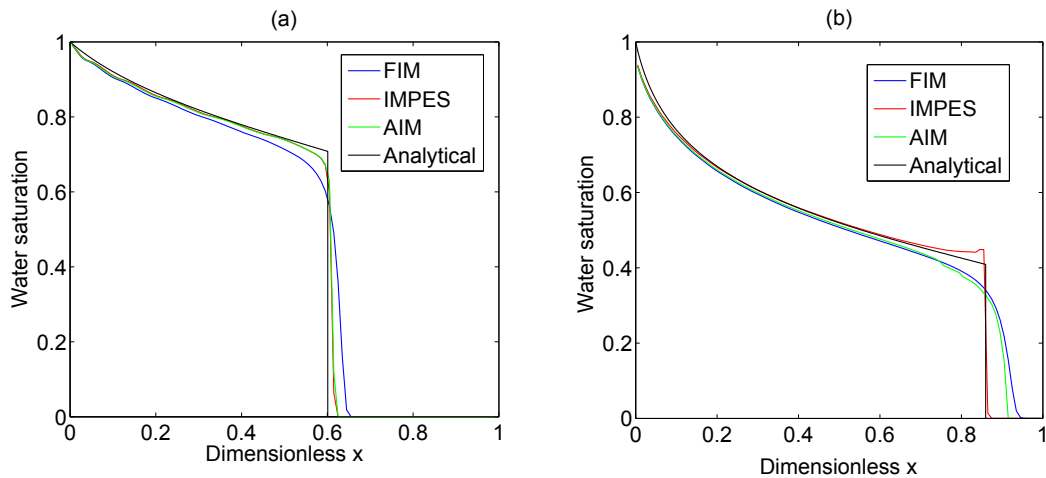 (a)
1
0.8
0.6
0.4
0.2
0
0 0.2 0.4 0.6 0.8 1
Water saturation
Dimensionless x
FIM
IMPES
AIM
Analytical
(b)
1
0.8
0.6
0.4
0.2
0
0 0.2 0.4 0.6 0.8 1
Water saturation
Dimensionless x
FIM
IMPES
AIM
Analytical